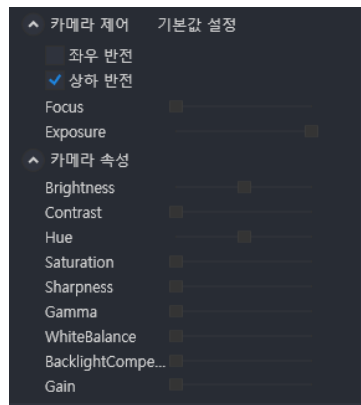 카메라 제어 기본값 설정
좌우 반전
상하 반전
Focus
Exposure
카메라 속성
Brightness
Contrast
Hue
Saturation
Sharpness
Gamma
WhiteBalance
BacklightCompe...
Gain